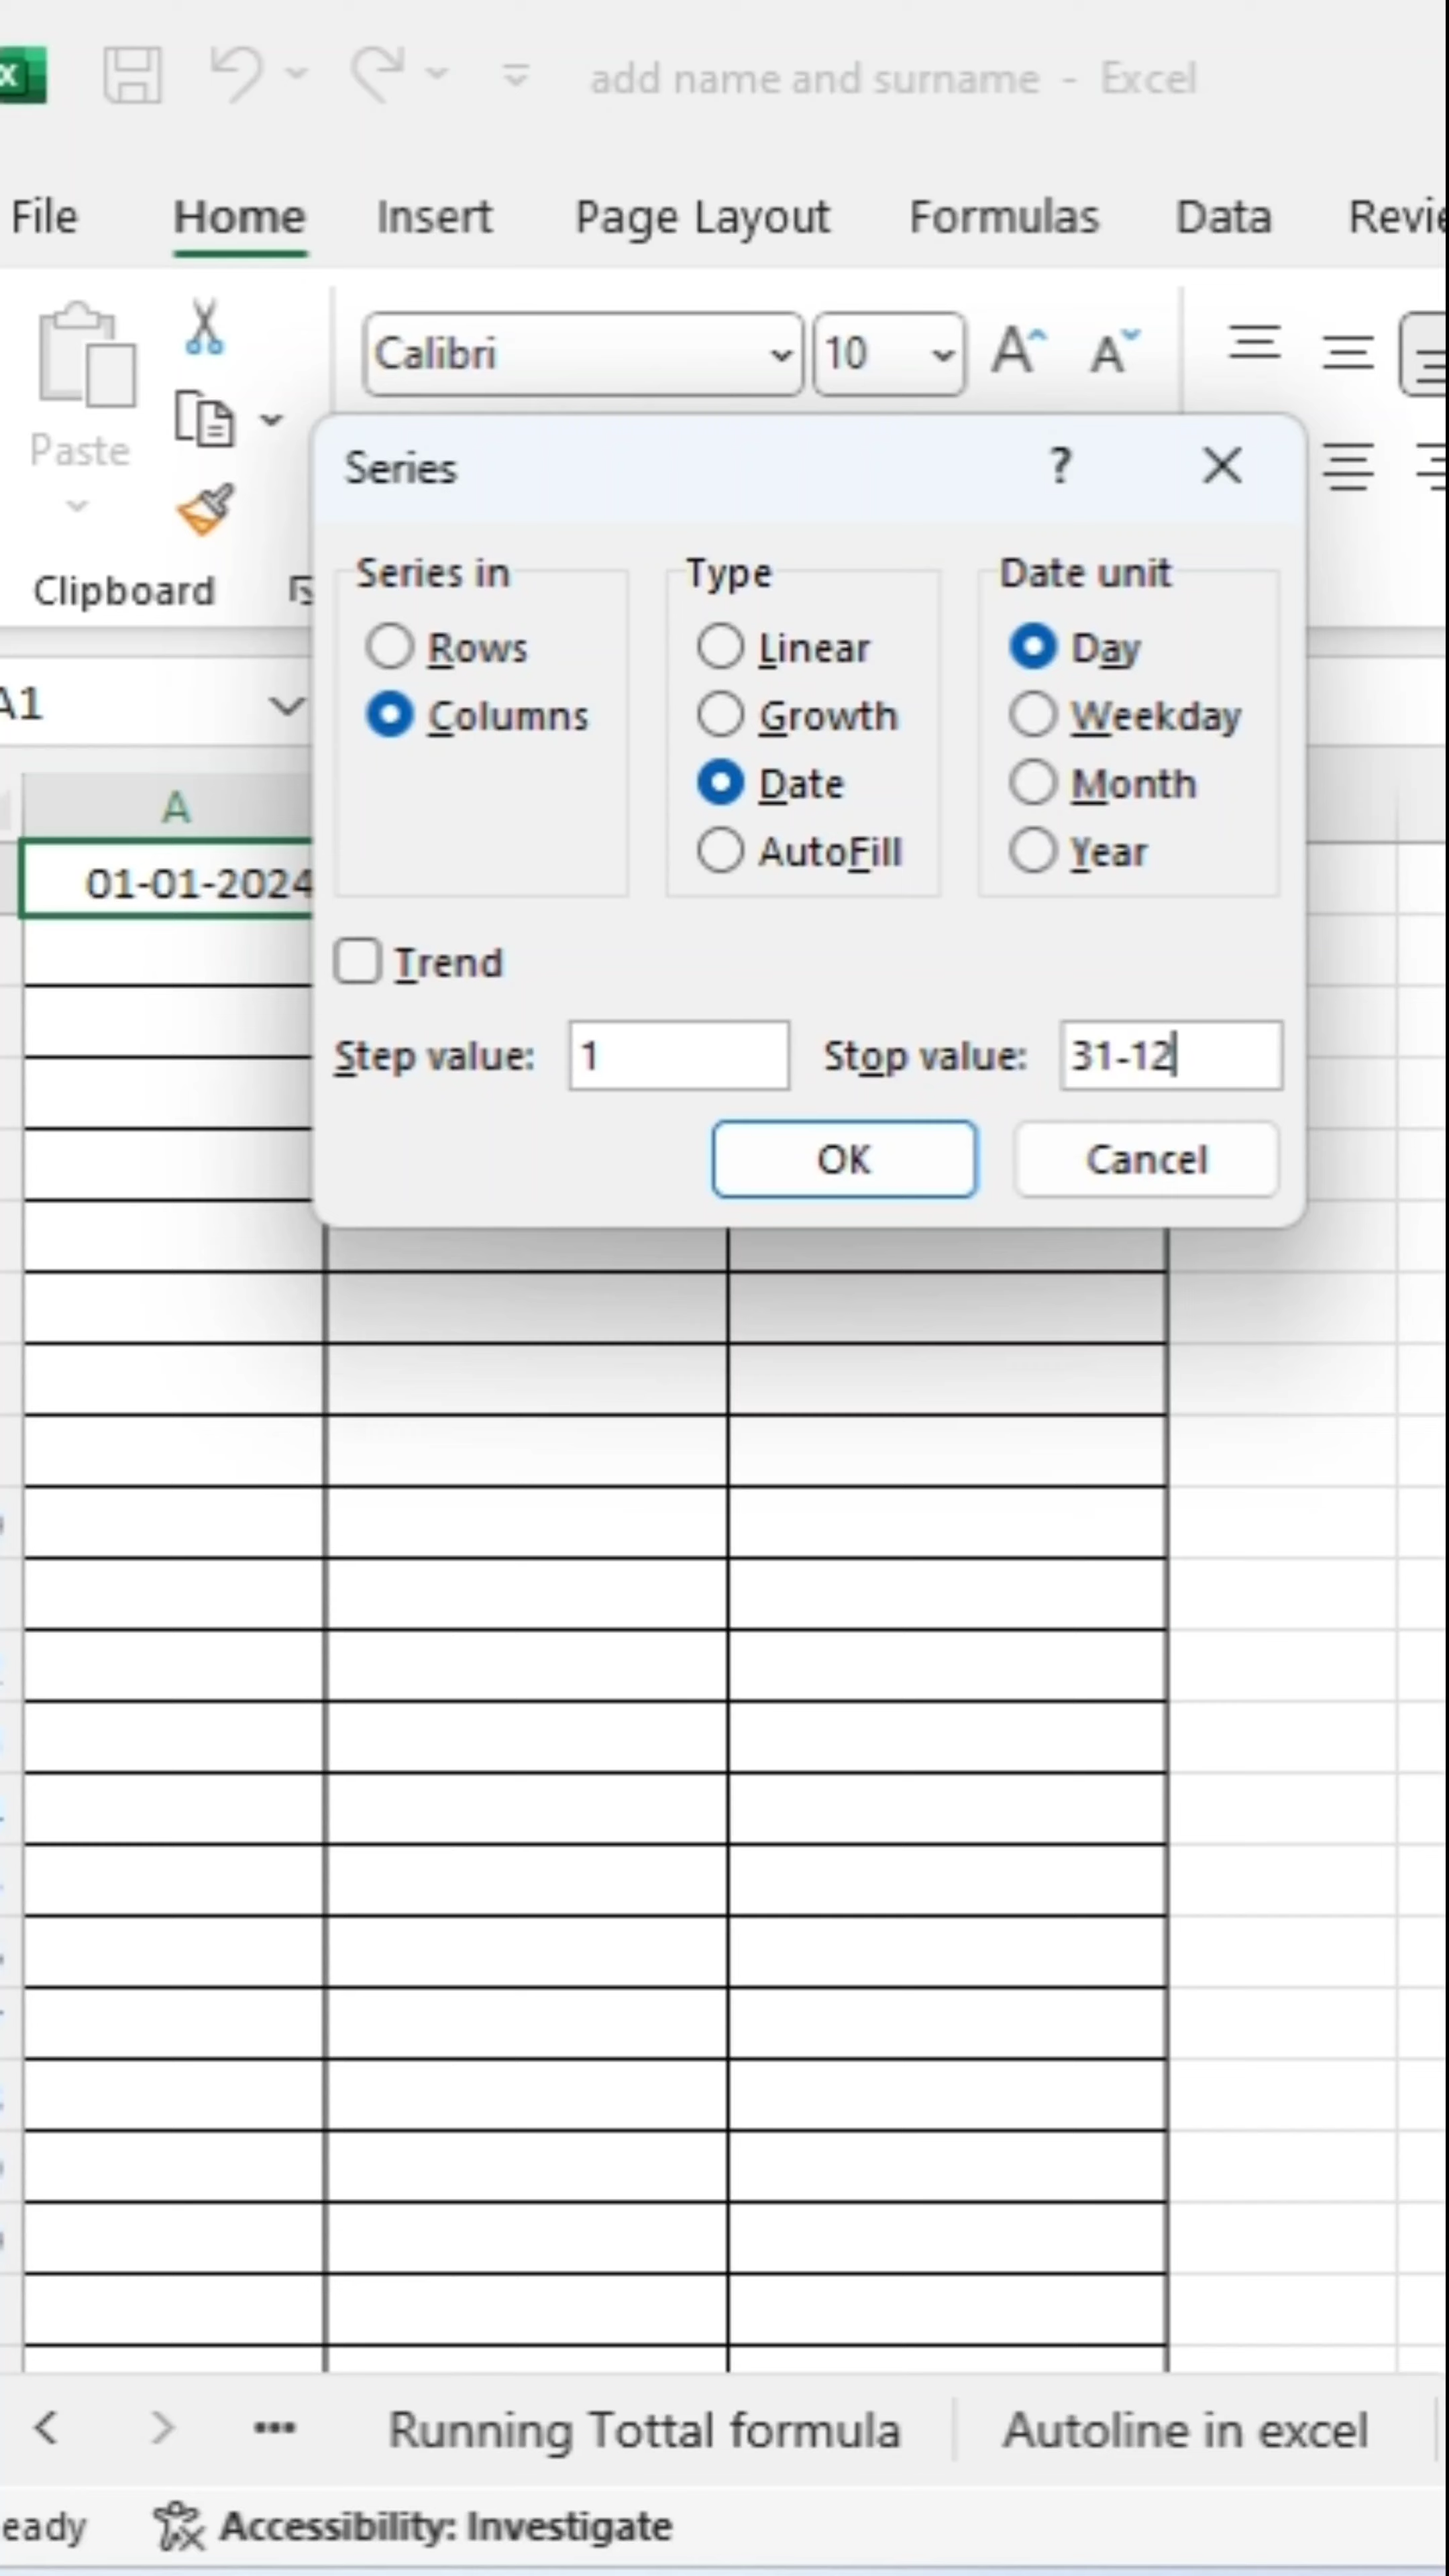 add name and surname - Excel
File Home Insert Page Layout Formulas Data Revie
Calibri 10
Paste
Clipboard
Series ?
Series in Type Date unit
Rows Linear Day
Columns Growth Weekday
Date Month
AutoFill Year
Trend
Step value: 1 Stop value: 31-12
OK Cancel
A1
A
01-01-2024
Running Tottal formula Autoline in excel
eady Accessibility: Investigate